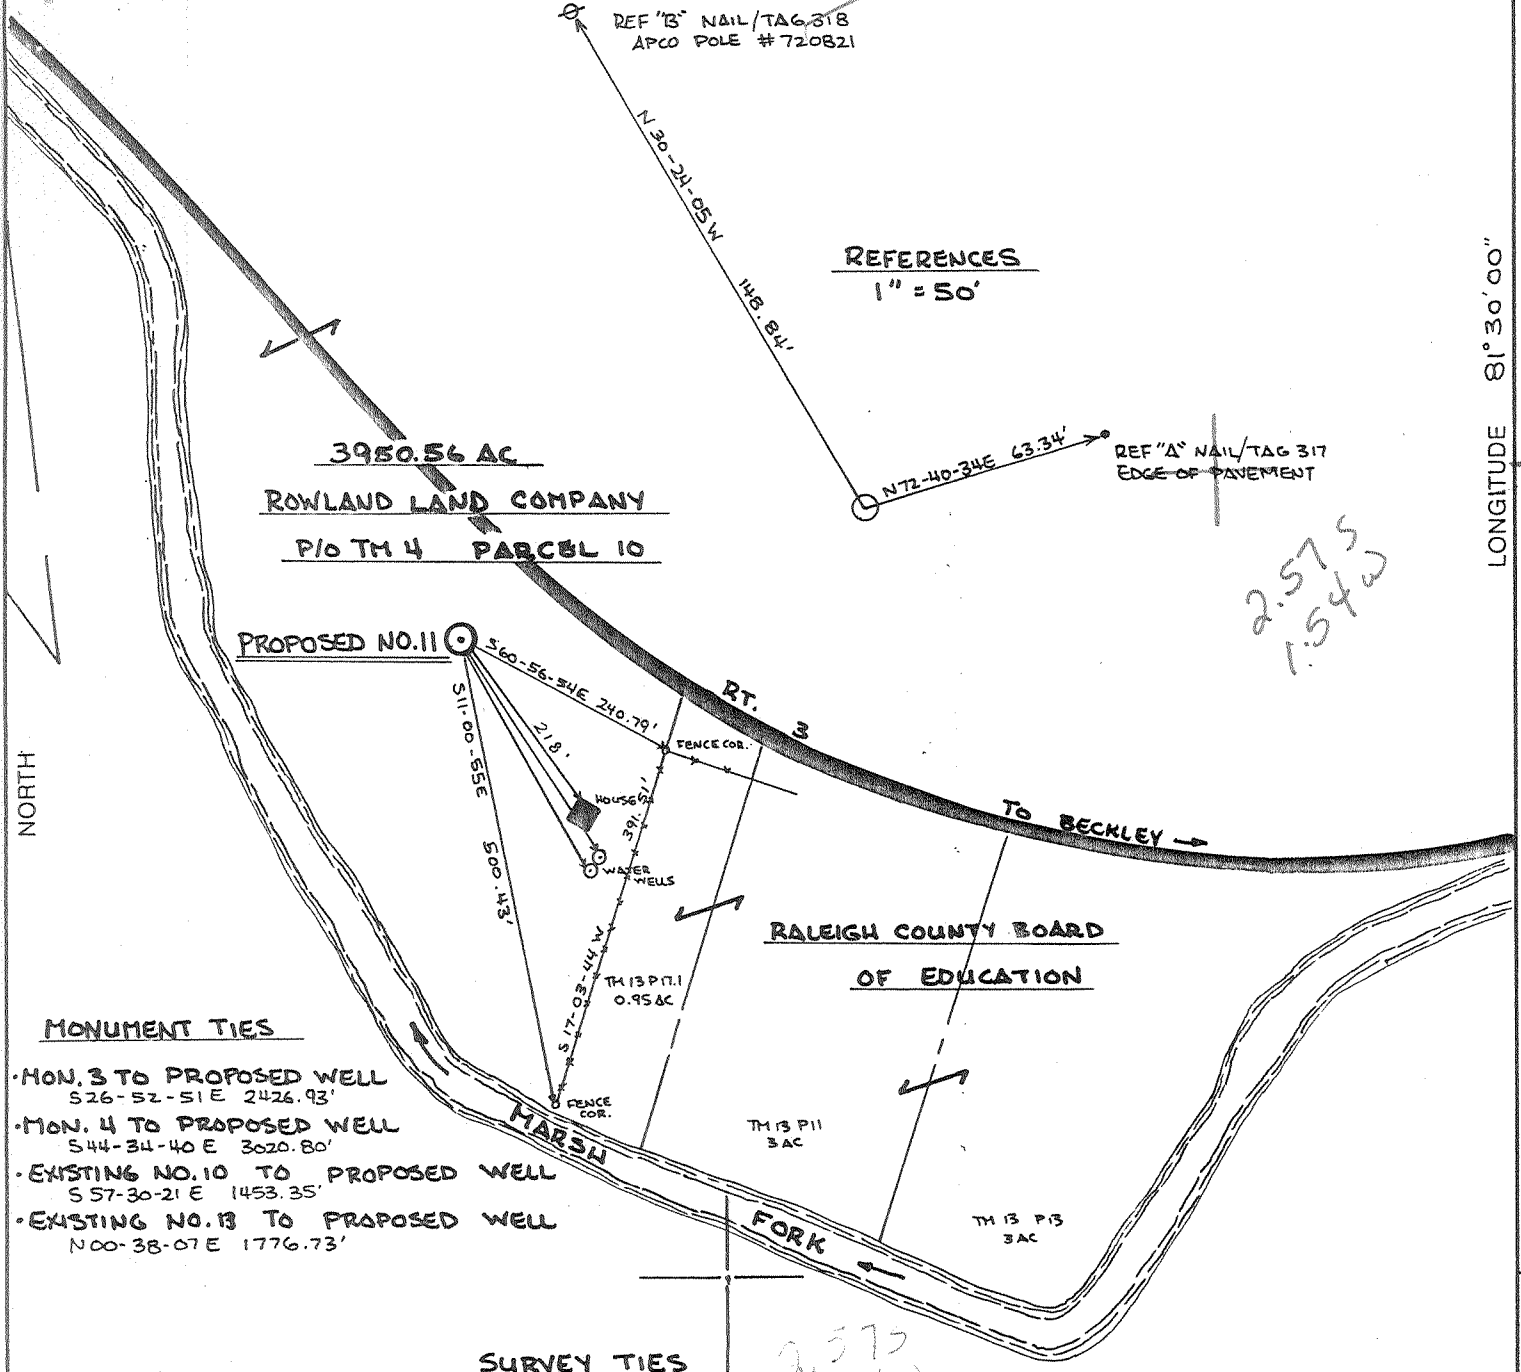 REF "B" NAIL/TAG 318
APCO POLE #720821
N 30-24-05 W 148.84'
REFERENCES
1" = 50'
LONGITUDE 81° 30' 00"
3950.56 AC
ROWLAND LAND COMPANY
P/O TM 4 PARCEL 10
N72-40-34E 63.34'
REF "A" NAIL/TAG 317
EDGE OF PAVEMENT
2.57 S
1.54 W
PROPOSED NO.11
S60-56-54E 240.79'
S11-00-55E 500.43'
218'
FENCE COR.
HOUSE
391.61'
WATER
WELLS
S 17-03-44 W
RT. 3
TO BECKLEY
NORTH
RALEIGH COUNTY BOARD
OF EDUCATION
TM 13 P17.1
0.95 AC
MONUMENT TIES
·MON. 3 TO PROPOSED WELL
S26-52-51E 2426.93'
·MON. 4 TO PROPOSED WELL
S44-34-40 E 3020.80'
·EXISTING NO.10 TO PROPOSED WELL
S 57-30-21 E 1453.35'
·EXISTING NO.13 TO PROPOSED WELL
N00-38-07E 1776.73'
FENCE
COR.
MARSH FORK
TM 13 P11
3 AC
TM 13 P13
3 AC
SURVEY TIES
2.575